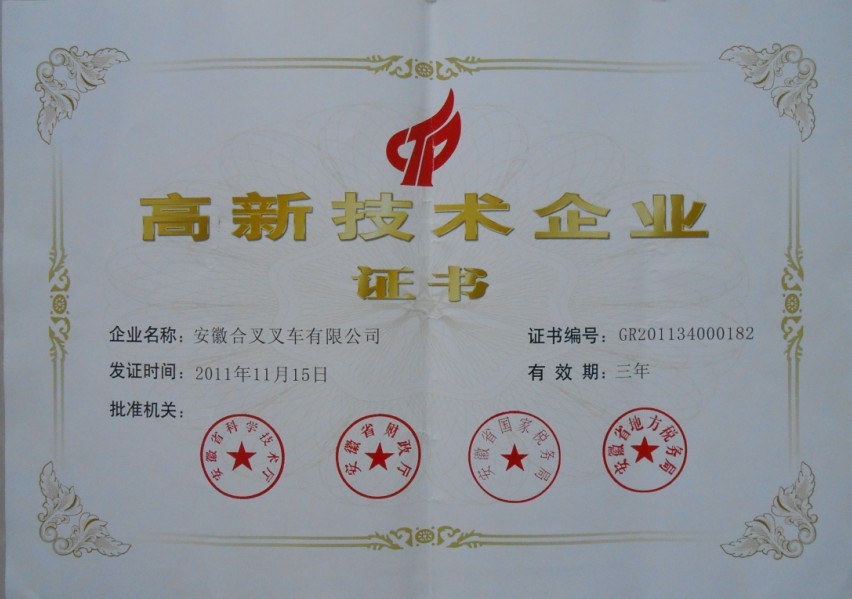 高新技术企业
证书
企业名称：安徽合叉叉车有限公司
证书编号：GR201134000182
发证时间：2011年11月15日
有效期：三年
批准机关：
安徽省科学技术厅
安徽省财政厅
安徽省国家税务局
安徽省地方税务局